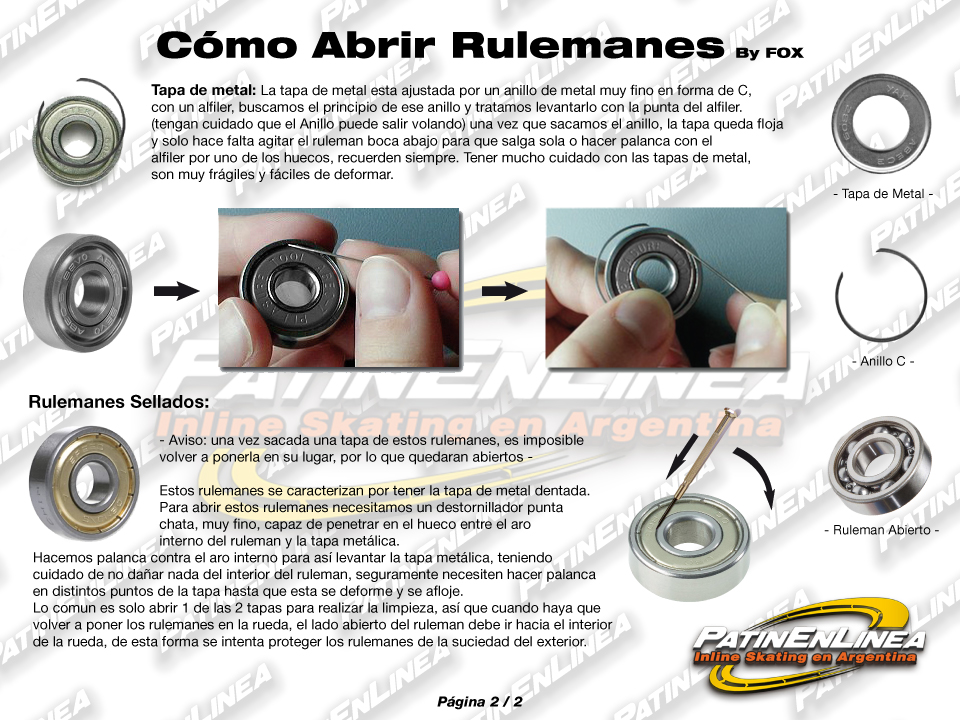 Cómo Abrir Rulemanes By FOX
Tapa de metal: La tapa de metal esta ajustada por un anillo de metal muy fino en forma de C,
con un alfiler, buscamos el principio de ese anillo y tratamos levantarlo con la punta del alfiler.
(tengan cuidado que el Anillo puede salir volando) una vez que sacamos el anillo, la tapa queda floja
y solo hace falta agitar el ruleman boca abajo para que salga sola o hacer palanca con el
alfiler por uno de los huecos, recuerden siempre. Tener mucho cuidado con las tapas de metal,
son muy frágiles y fáciles de deformar.
- Tapa de Metal -
- Anillo C -
Rulemanes Sellados:
- Aviso: una vez sacada una tapa de estos rulemanes, es imposible
volver a ponerla en su lugar, por lo que quedaran abiertos -
Estos rulemanes se caracterizan por tener la tapa de metal dentada.
Para abrir estos rulemanes necesitamos un destornillador punta
chata, muy fino, capaz de penetrar en el hueco entre el aro
interno del ruleman y la tapa metálica.
Hacemos palanca contra el aro interno para así levantar la tapa metálica, teniendo
cuidado de no dañar nada del interior del ruleman, seguramente necesiten hacer palanca
en distintos puntos de la tapa hasta que esta se deforme y se afloje.
Lo comun es solo abrir 1 de las 2 tapas para realizar la limpieza, así que cuando haya que
volver a poner los rulemanes en la rueda, el lado abierto del ruleman debe ir hacia el interior
de la rueda, de esta forma se intenta proteger los rulemanes de la suciedad del exterior.
- Ruleman Abierto -
PATINENLINEA
Inline Skating en Argentina
PATINENLINEA
Inline Skating en Argentina
Página 2 / 2